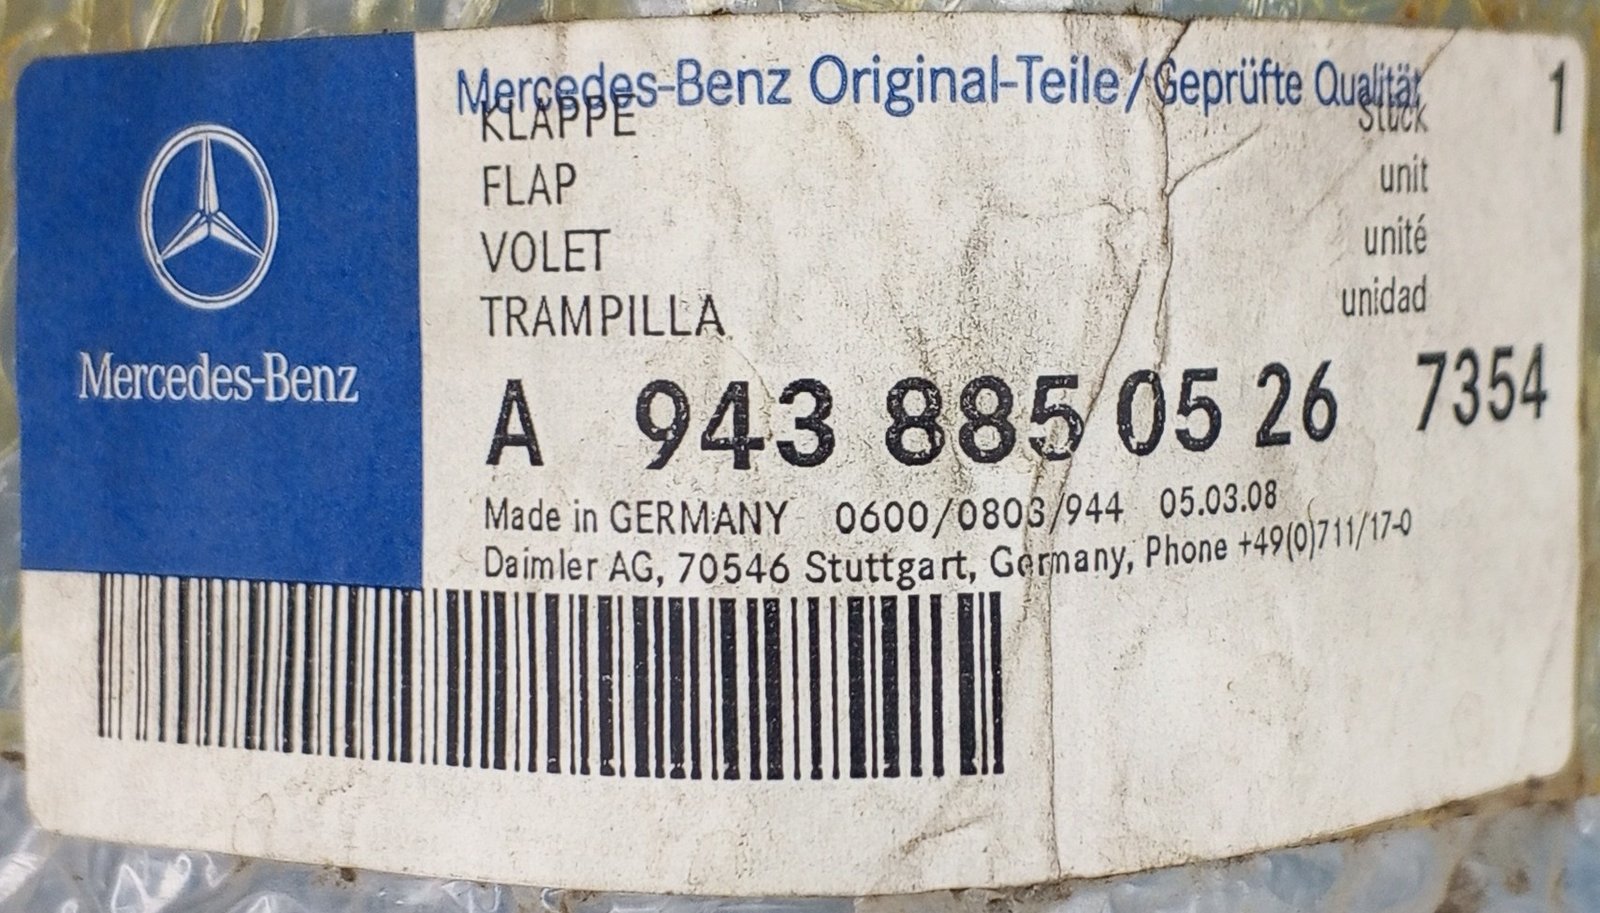 Mercedes-Benz
Mercedes-Benz Original-Teile/Geprüfte Qualität
KLAPPE Stück 1
FLAP unit
VOLET unité
TRAMPILLA unidad
A 943 885 05 26 7354
Made in GERMANY 0600/0803/944 05.03.08
Daimler AG, 70546 Stuttgart, Germany, Phone +49(0)711/17-0